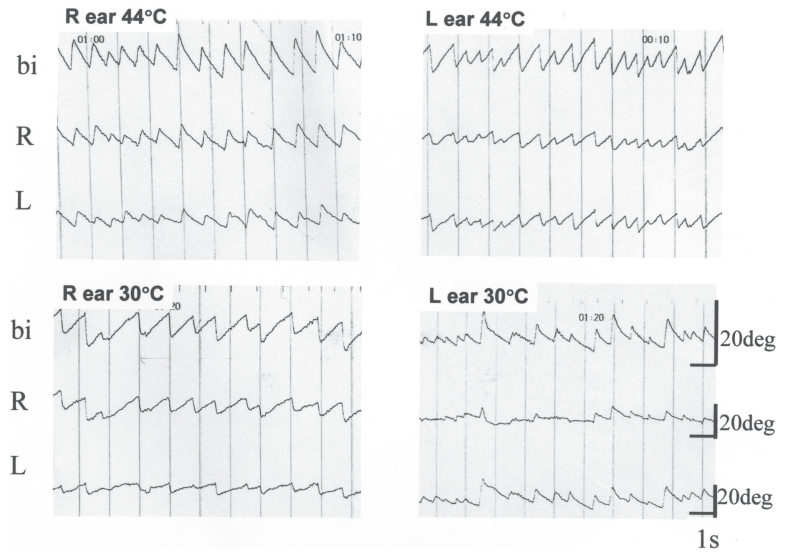 R ear 44°C
01:00
01:10
bi
R
L
L ear 44°C
00:10
R ear 30°C
20
bi
R
L
L ear 30°C
01:20
20deg
20deg
20deg
1s